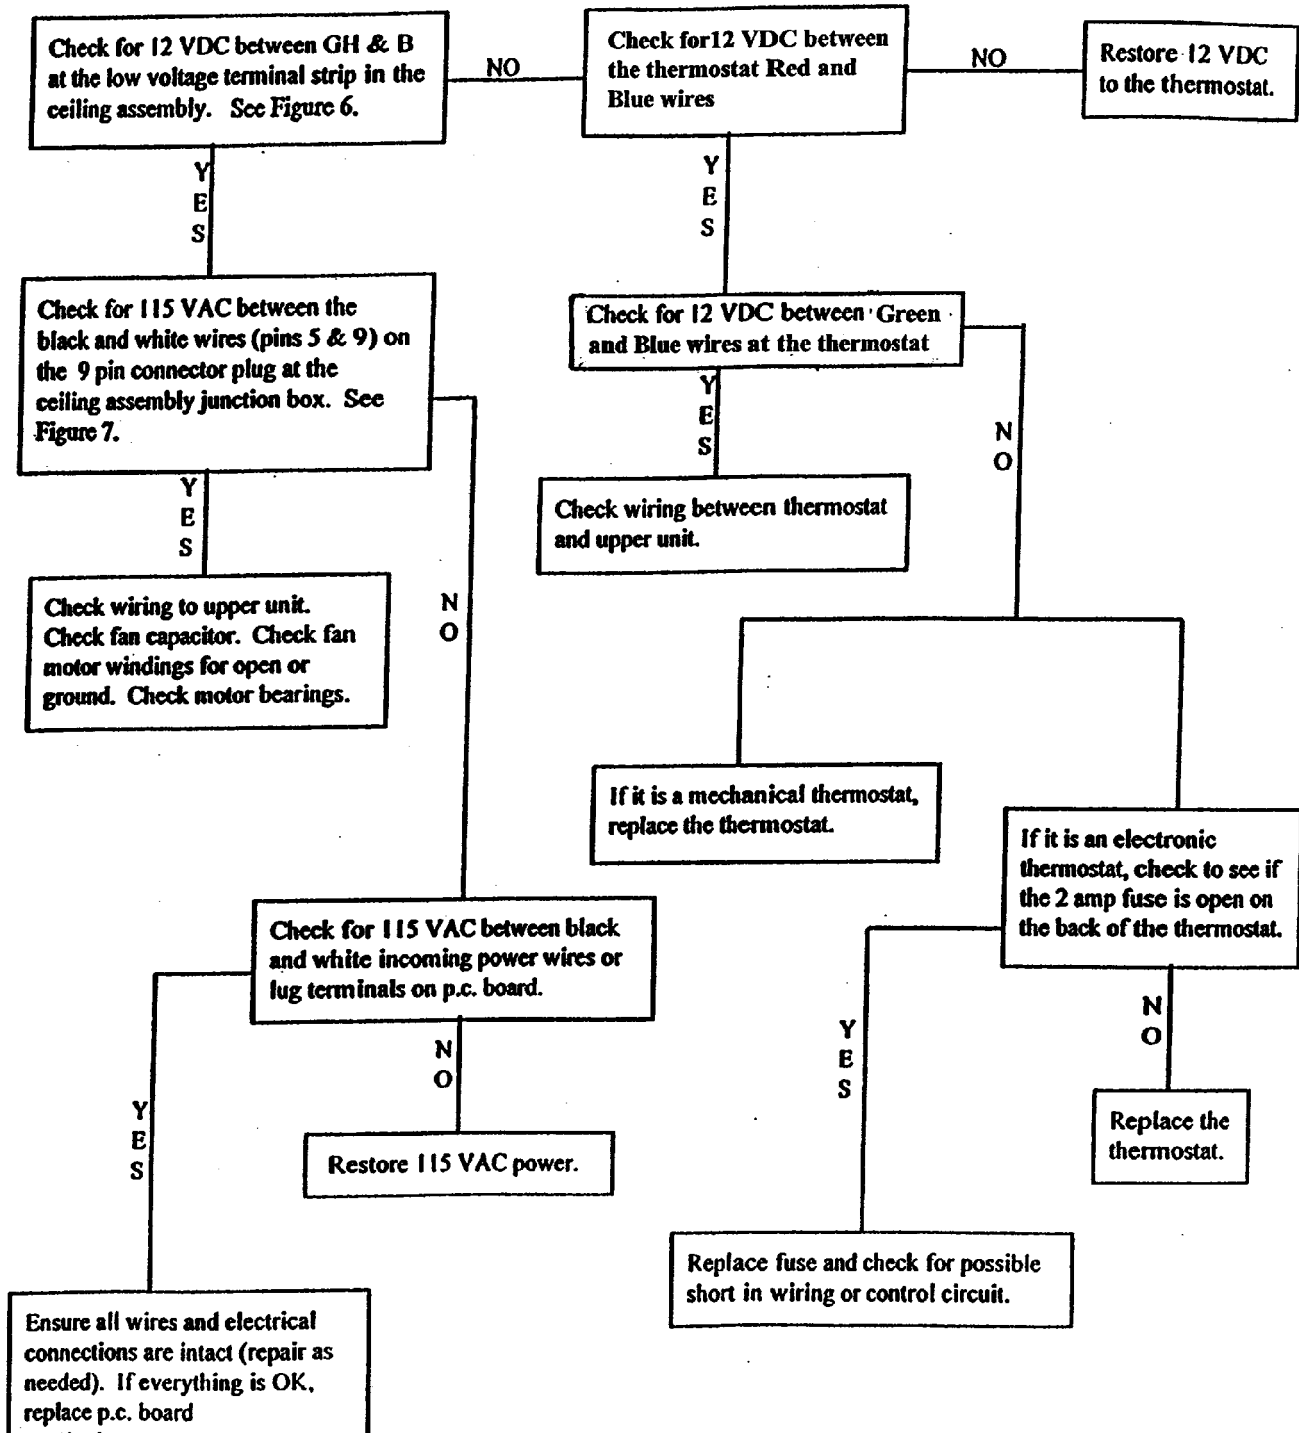 Check for 12 VDC between GH & B
at the low voltage terminal strip in the
ceiling assembly. See Figure 6.
NO
Check for12 VDC between
the thermostat Red and
Blue wires
NO
Restore 12 VDC
to the thermostat.
Y
E
S
Y
E
S
Check for 115 VAC between the
black and white wires (pins 5 & 9) on
the 9 pin connector plug at the
ceiling assembly junction box. See
Figure 7.
Check for 12 VDC between Green
and Blue wires at the thermostat
Y
E
S
N
O
Y
E
S
Check wiring between thermostat
and upper unit.
Check wiring to upper unit.
Check fan capacitor. Check fan
motor windings for open or
ground. Check motor bearings.
N
O
If it is a mechanical thermostat,
replace the thermostat.
If it is an electronic
thermostat, check to see if
the 2 amp fuse is open on
the back of the thermostat.
Check for 115 VAC between black
and white incoming power wires or
lug terminals on p.c. board.
Y
E
S
N
O
N
O
Y
E
S
Replace the
thermostat.
Restore 115 VAC power.
Replace fuse and check for possible
short in wiring or control circuit.
Ensure all wires and electrical
connections are intact (repair as
needed). If everything is OK,
replace p.c. board